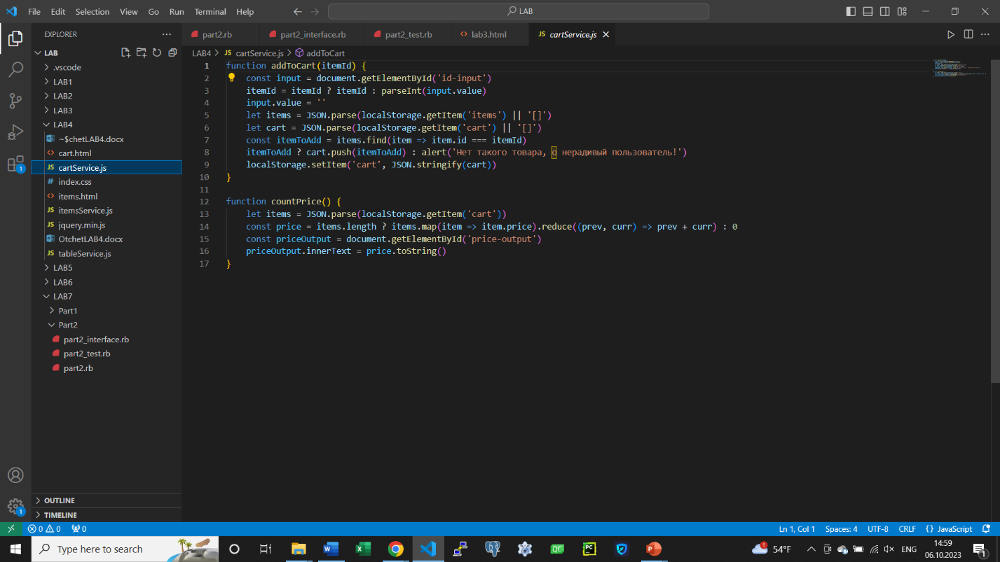 File Edit Selection View Go Run Terminal Help
LAB
EXPLORER
part2.rb part2_interface.rb part2_test.rb lab3.html JS cartService.js
LAB
LAB4 > JS cartService.js > addToCart
.vscode
LAB1
LAB2
LAB3
LAB4
~$chetLAB4.docx
<> cart.html
JS cartService.js
# index.css
<> items.html
JS itemsService.js
JS jquery.min.js
OtchetLAB4.docx
JS tableService.js
LAB5
LAB6
LAB7
Part1
Part2
part2_interface.rb
part2_test.rb
part2.rb
OUTLINE
TIMELINE
1 function addToCart(itemId) {
2 const input = document.getElementById('id-input')
3 itemId = itemId ? itemId : parseInt(input.value)
4 input.value = ''
5 let items = JSON.parse(localStorage.getItem('items') || '[]')
6 let cart = JSON.parse(localStorage.getItem('cart') || '[]')
7 const itemToAdd = items.find(item => item.id === itemId)
8 itemToAdd ? cart.push(itemToAdd) : alert('Нет такого товара, о нерадивый пользователь!')
9 localStorage.setItem('cart', JSON.stringify(cart))
10 }
11
12 function countPrice() {
13 let items = JSON.parse(localStorage.getItem('cart'))
14 const price = items.length ? items.map(item => item.price).reduce((prev, curr) => prev + curr) : 0
15 const priceOutput = document.getElementById('price-output')
16 priceOutput.innerText = price.toString()
17 }
1
1
0 0 0
Ln 1, Col 1 Spaces: 4 UTF-8 CRLF {} JavaScript
Type here to search
W X QC PC P
1 54°F ENG
14:59
06.10.2023
1